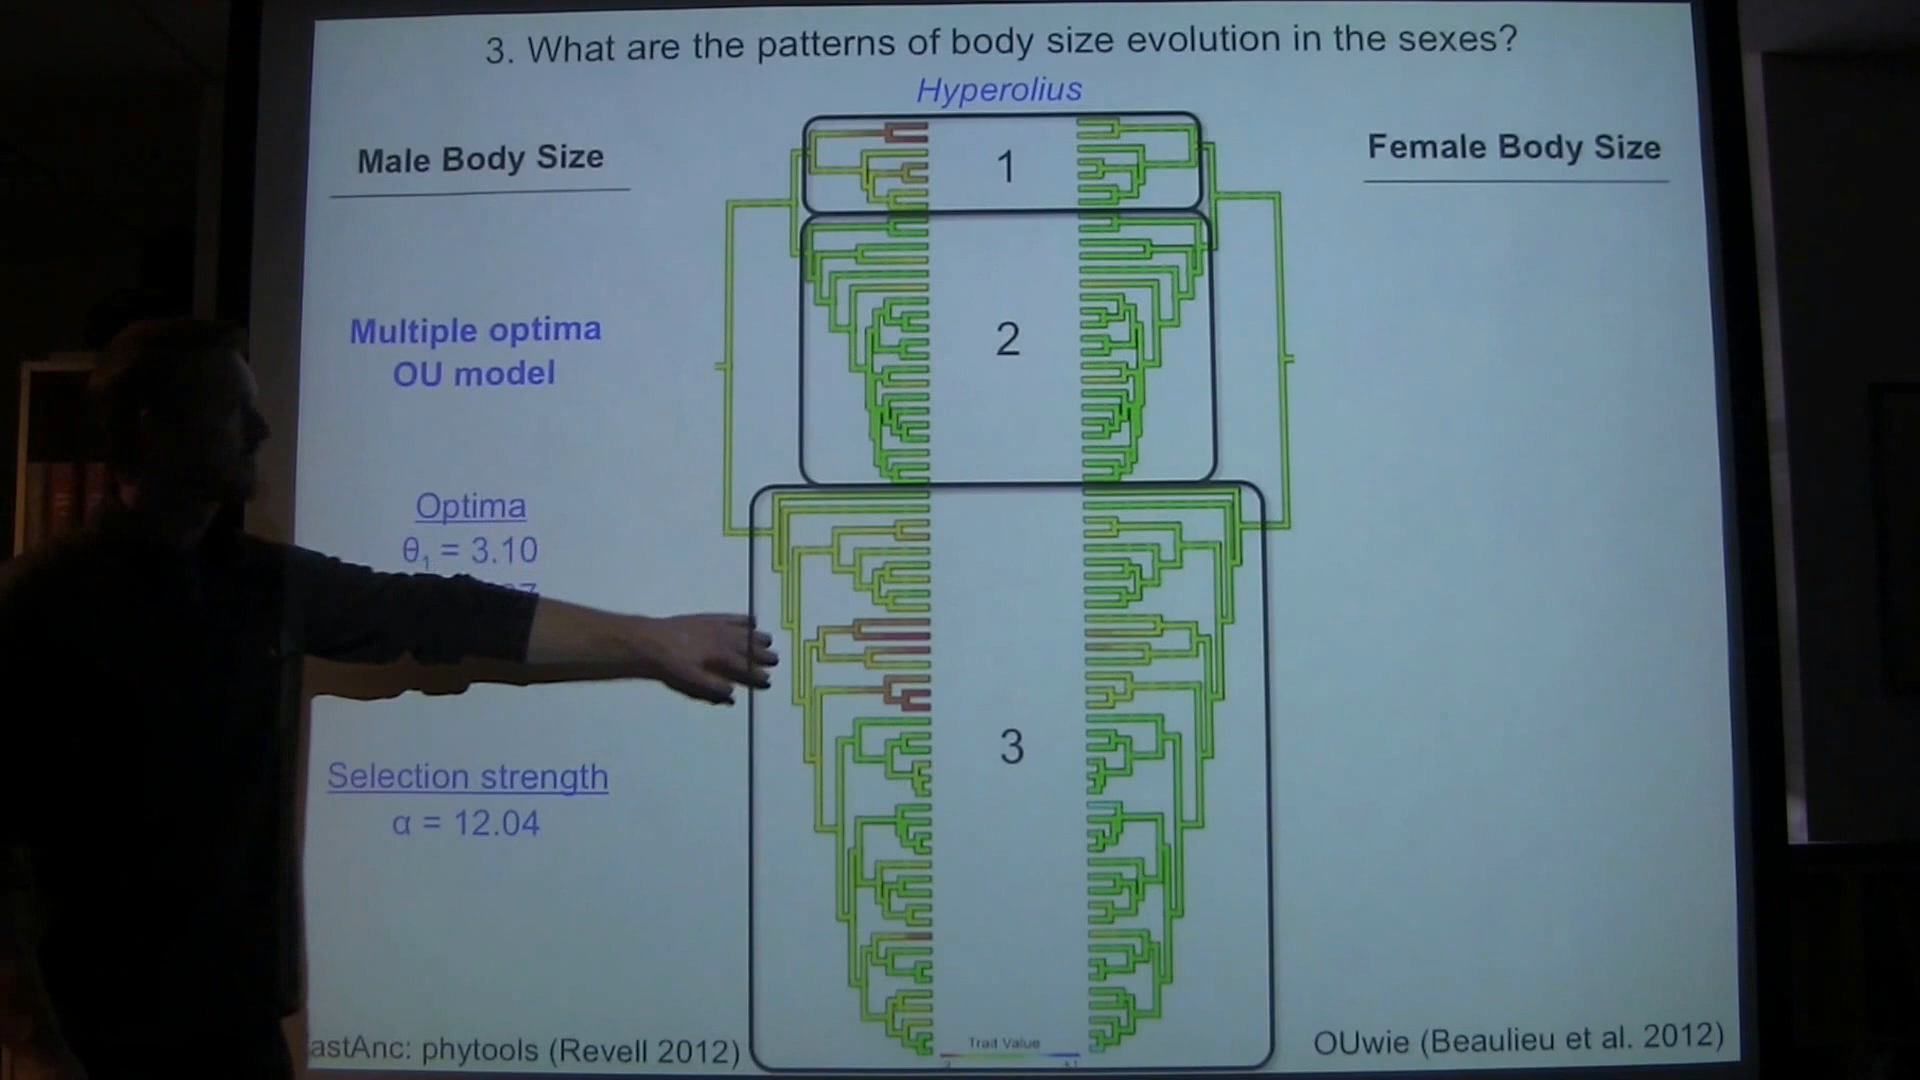 3. What are the patterns of body size evolution in the sexes?
Hyperolius
Male Body Size
Female Body Size
1
Multiple optima
OU model
2
Optima
θ1 = 3.10
3
Selection strength
α = 12.04
astAnc: phytools (Revell 2012)
Trait Value
OUwie (Beaulieu et al. 2012)